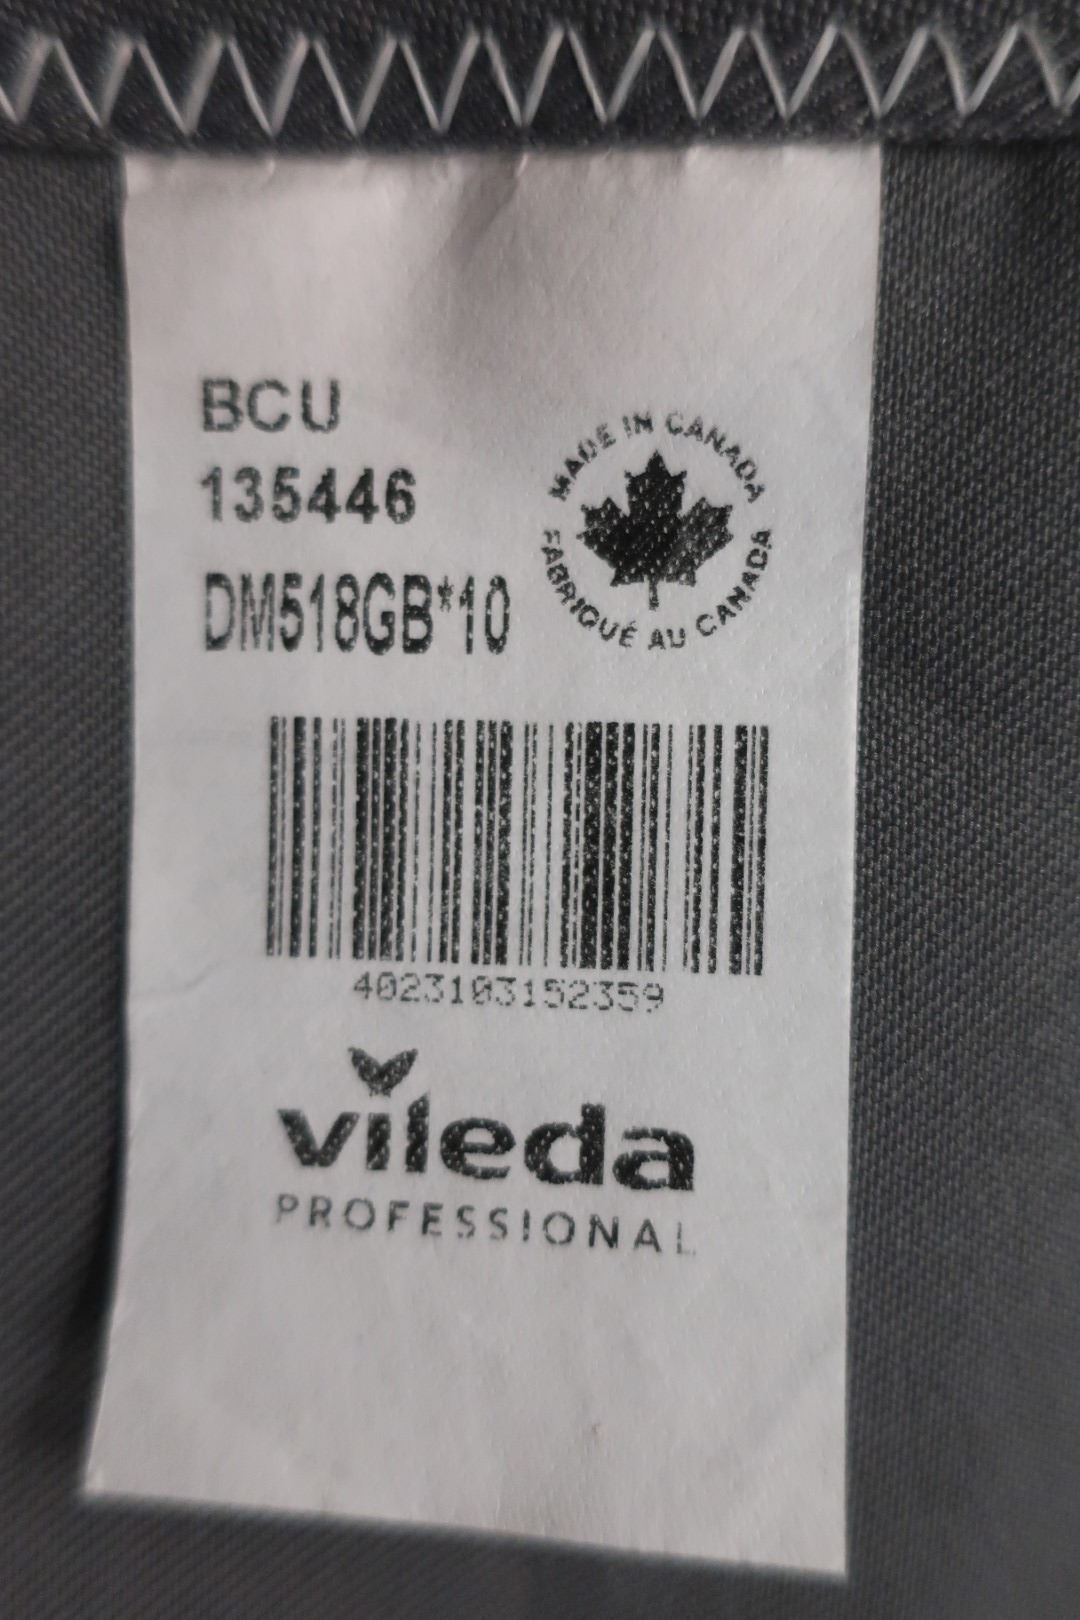 BCU
135446
DM518GB*10
MADE IN CANADA
FABRIQUÉ AU CANADA
4023103152359
vileda
PROFESSIONAL